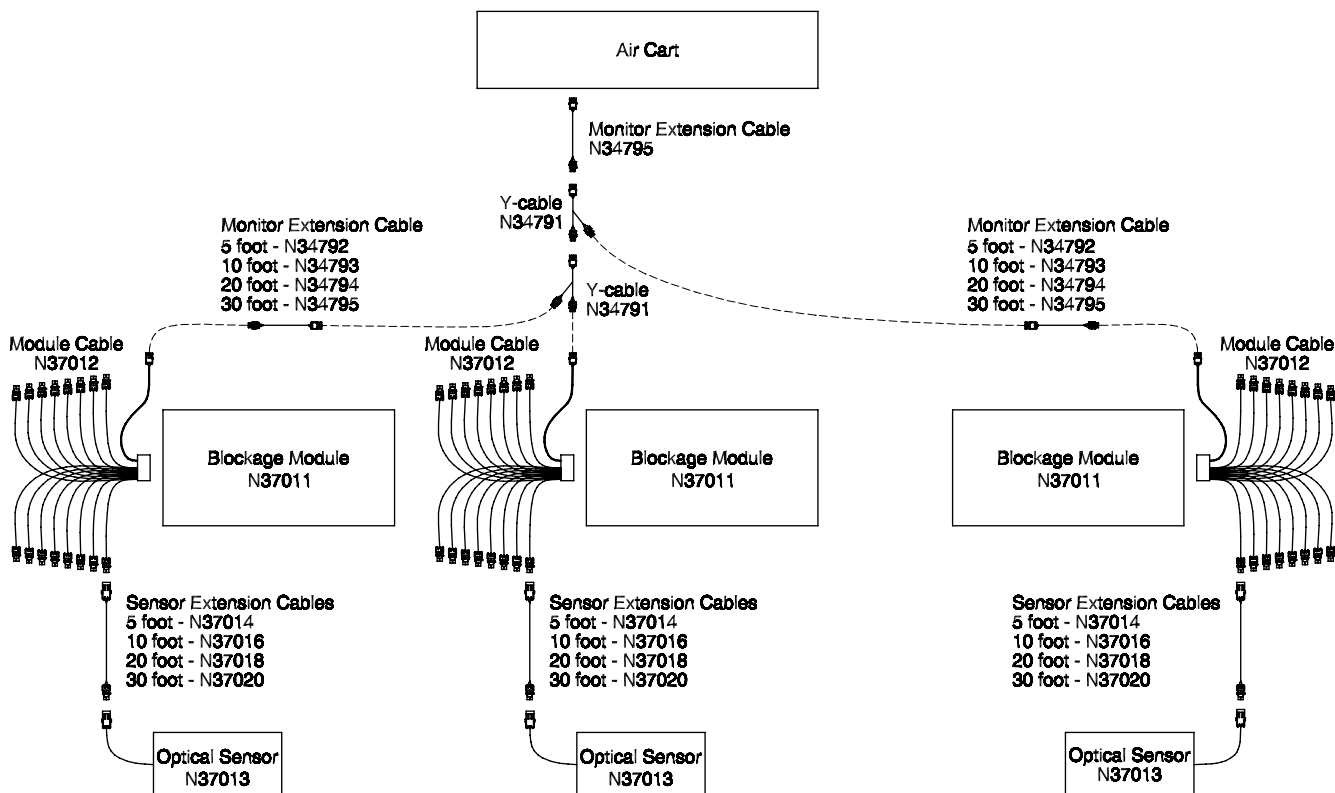 Air Cart
Monitor Extension Cable
N34795
Y-cable
N34791
Monitor Extension Cable
5 foot - N34792
10 foot - N34793
20 foot - N34794
30 foot - N34795
Monitor Extension Cable
5 foot - N34792
10 foot - N34793
20 foot - N34794
30 foot - N34795
Y-cable
N34791
Module Cable
N37012
Module Cable
N37012
Module Cable
N37012
Blockage Module
N37011
Blockage Module
N37011
Blockage Module
N37011
Sensor Extension Cables
5 foot - N37014
10 foot - N37016
20 foot - N37018
30 foot - N37020
Sensor Extension Cables
5 foot - N37014
10 foot - N37016
20 foot - N37018
30 foot - N37020
Sensor Extension Cables
5 foot - N37014
10 foot - N37016
20 foot - N37018
30 foot - N37020
Optical Sensor
N37013
Optical Sensor
N37013
Optical Sensor
N37013